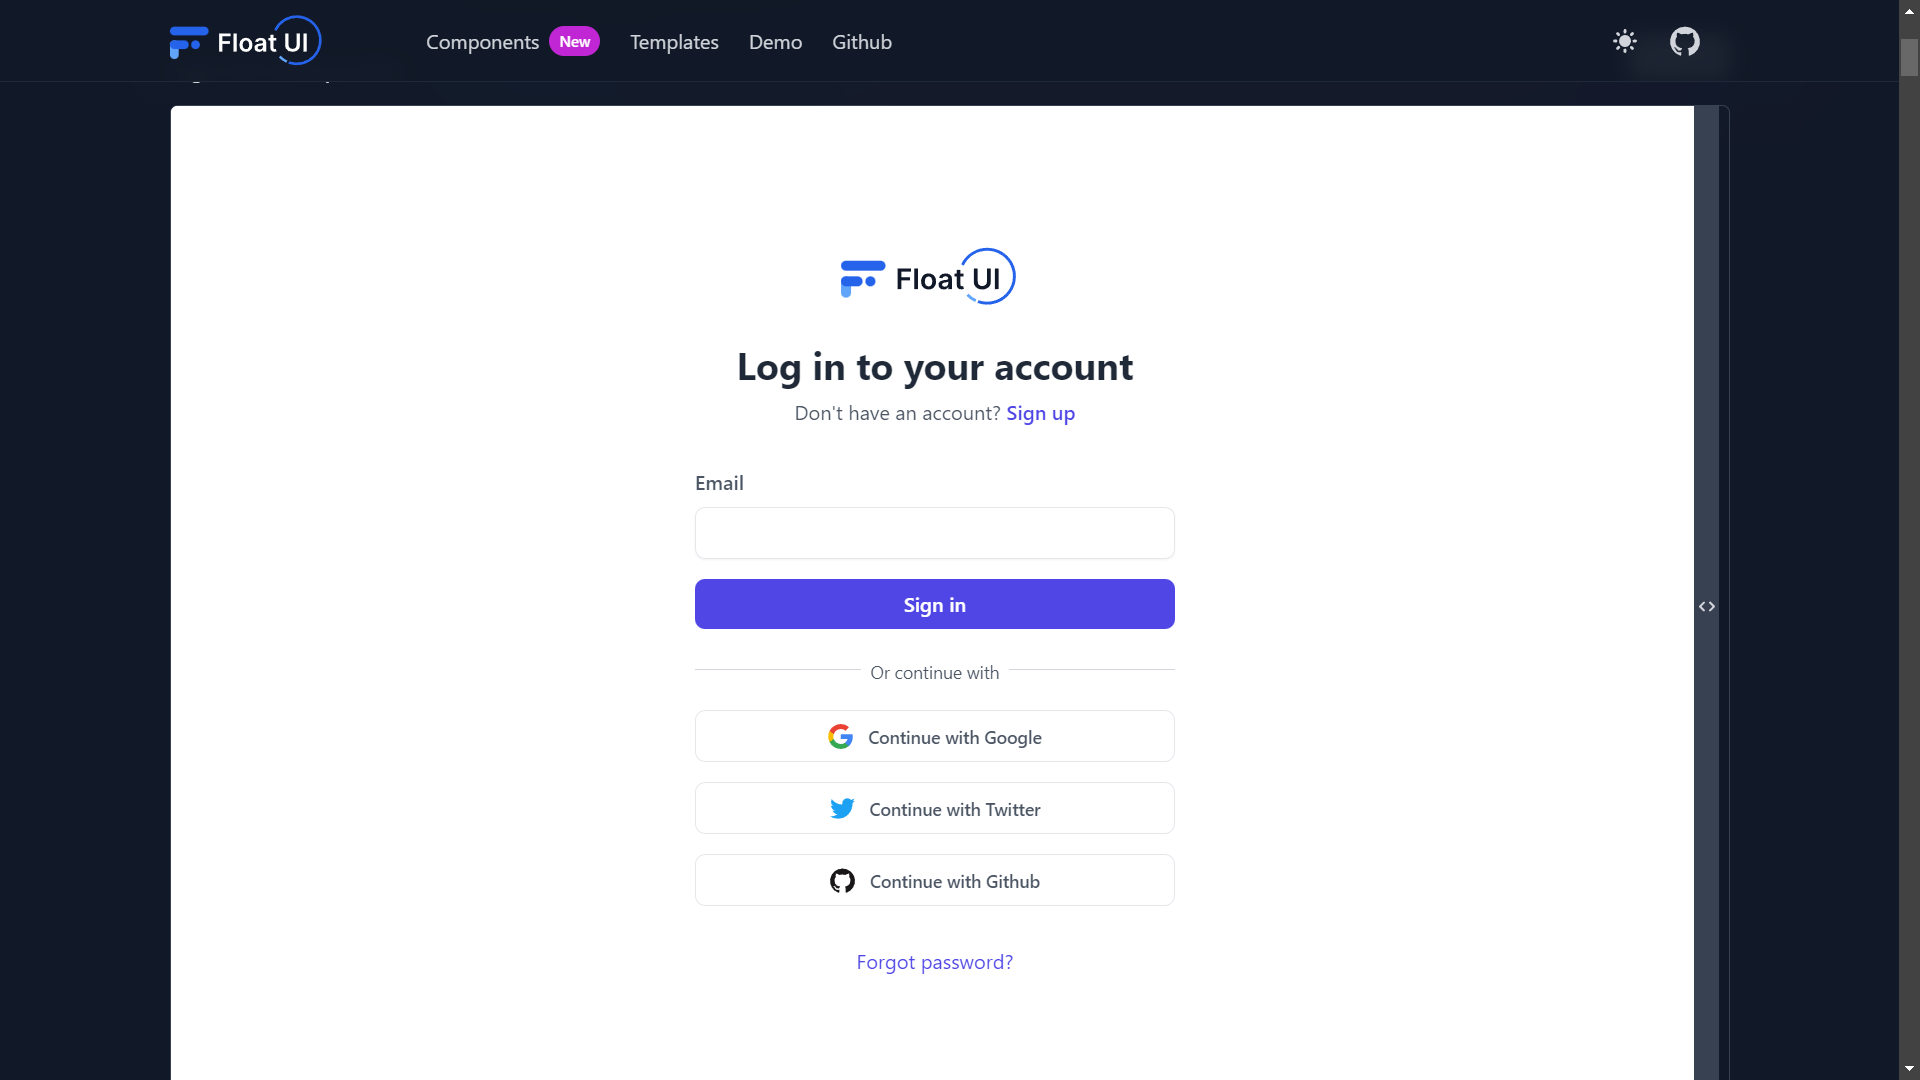 Float UI
Components New Templates Demo Github
Float UI
Log in to your account
Don't have an account? Sign up
Email
Sign in
Or continue with
Continue with Google
Continue with Twitter
Continue with Github
Forgot password?